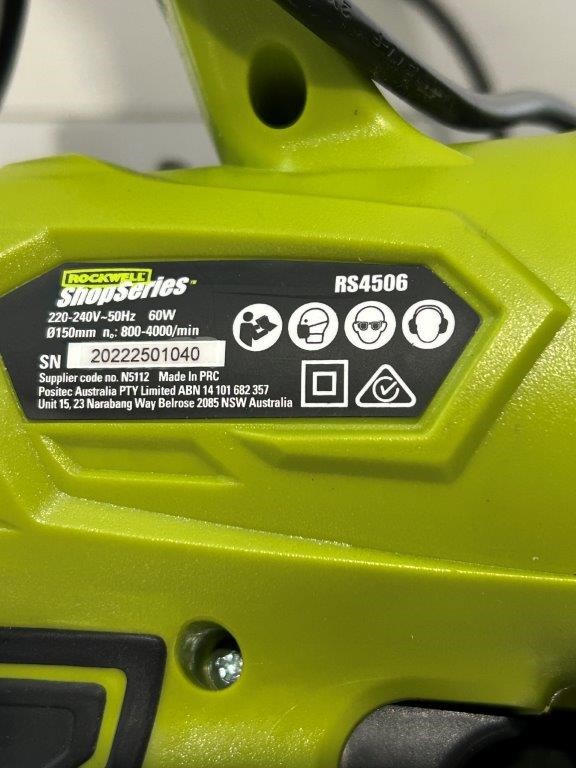 ROCKWELL
ShopSeries™
RS4506
220-240V~50Hz 60W
Ø150mm n₀: 800-4000/min
SN 20222501040
Supplier code no. N5112 Made In PRC
Positec Australia PTY Limited ABN 14 101 682 357
Unit 15, 23 Narabang Way Belrose 2085 NSW Australia